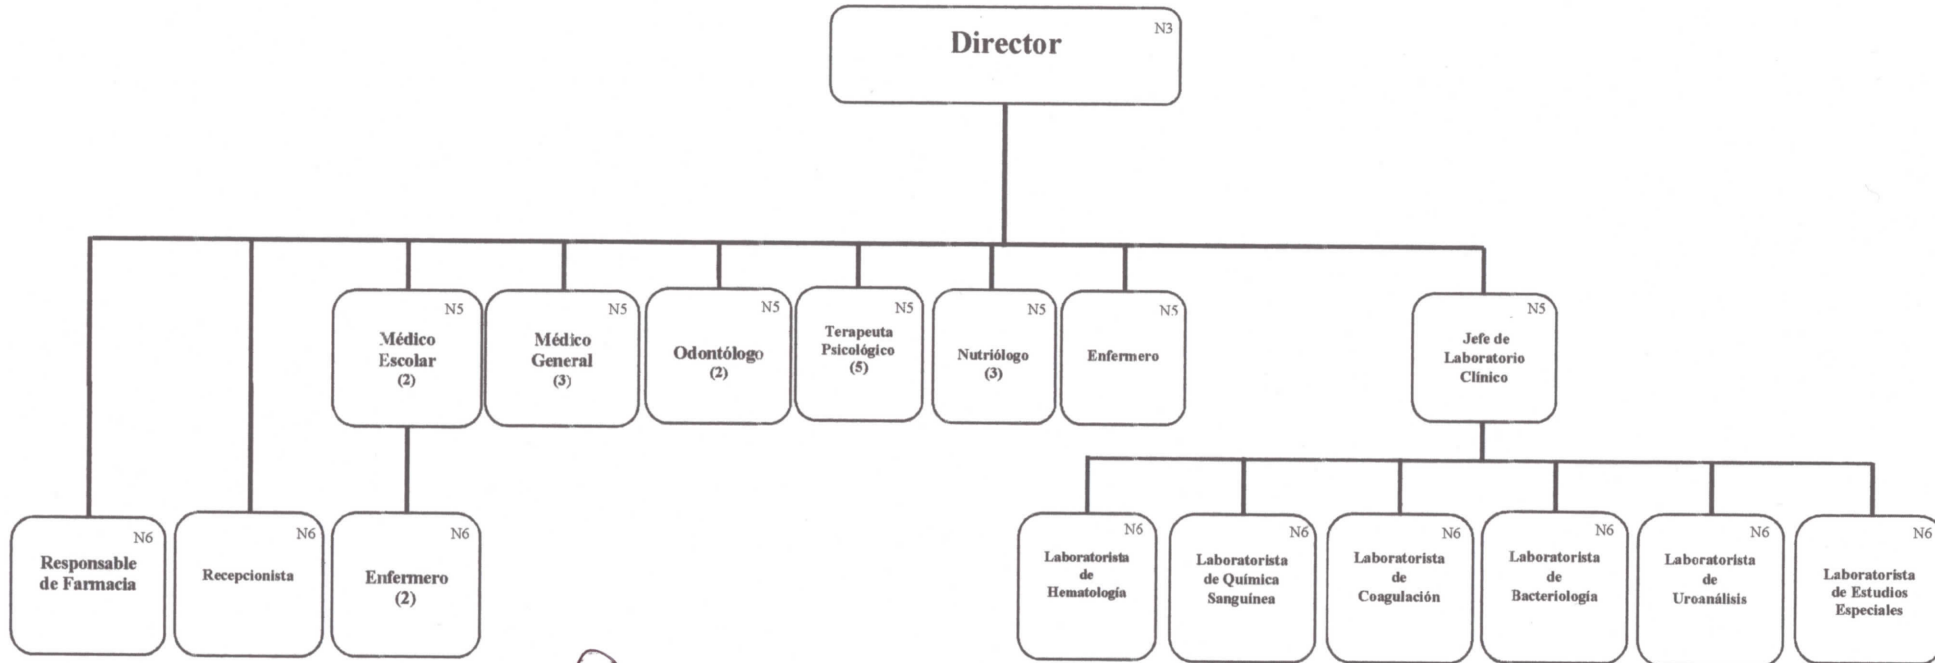 N3
Director
N5
Médico
Escolar
(2)
N5
Médico
General
(3)
N5
Odontólogo
(2)
N5
Terapeuta
Psicológico
(5)
N5
Nutriólogo
(3)
N5
Enfermero
N5
Jefe de
Laboratorio
Clínico
N6
Responsable
de Farmacia
N6
Recepcionista
N6
Enfermero
(2)
N6
Laboratorista
de
Hematología
N6
Laboratorista
de Química
Sanguínea
N6
Laboratorista
de
Coagulación
N6
Laboratorista
de
Bacteriología
N6
Laboratorista
de
Uroanálisis
N6
Laboratorista
de Estudios
Especiales